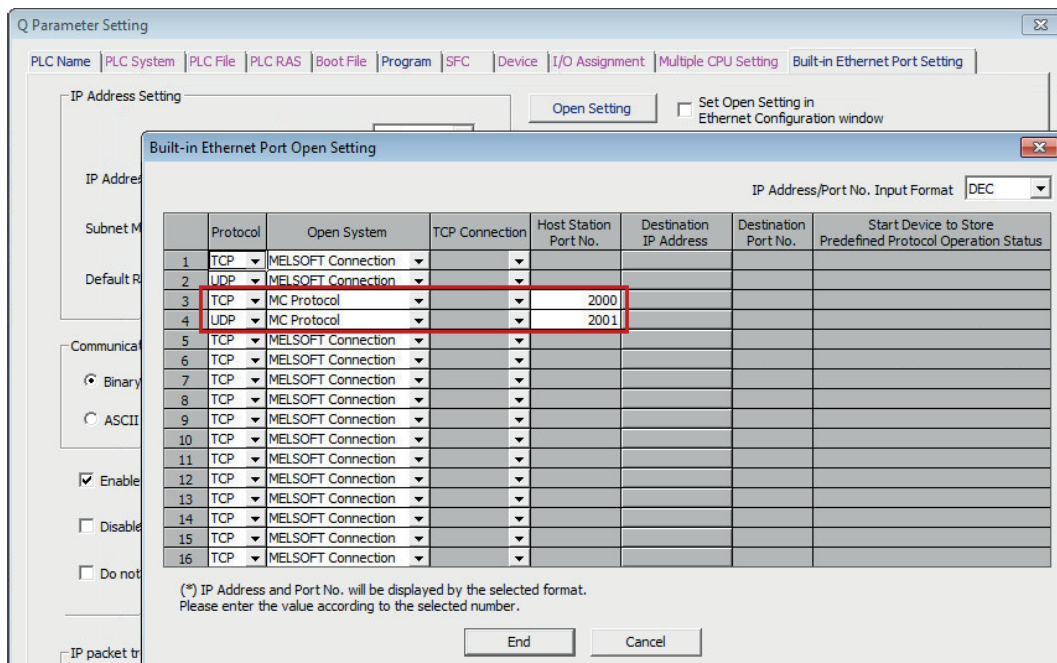 Q Parameter Setting
PLC Name PLC System PLC File PLC RAS Boot File Program SFC Device I/O Assignment Multiple CPU Setting Built-in Ethernet Port Setting
IP Address Setting
Open Setting
Set Open Setting in
Ethernet Configuration window
Built-in Ethernet Port Open Setting
IP Address/Port No. Input Format DEC
IP Addre
Subnet M
Default R
Communicat
Binary
ASCII
Enable
Disable
Do not
IP packet tr
Protocol Open System TCP Connection Host Station Port No. Destination IP Address Destination Port No. Start Device to Store Predefined Protocol Operation Status
1 TCP MELSOFT Connection
2 UDP MELSOFT Connection
3 TCP MC Protocol 2000
4 UDP MC Protocol 2001
5 TCP MELSOFT Connection
6 TCP MELSOFT Connection
7 TCP MELSOFT Connection
8 TCP MELSOFT Connection
9 TCP MELSOFT Connection
10 TCP MELSOFT Connection
11 TCP MELSOFT Connection
12 TCP MELSOFT Connection
13 TCP MELSOFT Connection
14 TCP MELSOFT Connection
15 TCP MELSOFT Connection
16 TCP MELSOFT Connection
(*) IP Address and Port No. will be displayed by the selected format.
Please enter the value according to the selected number.
End Cancel